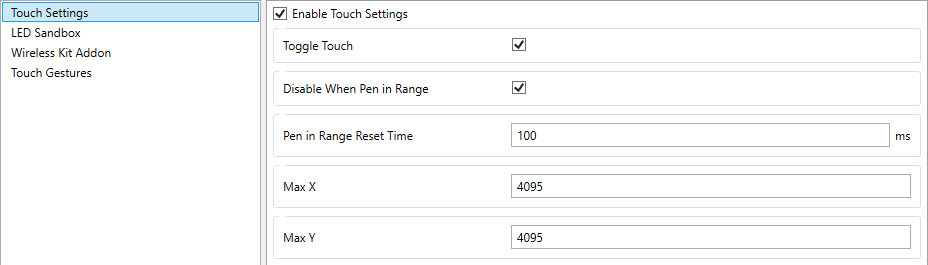 Touch Settings
LED Sandbox
Wireless Kit Addon
Touch Gestures
Enable Touch Settings
Toggle Touch
Disable When Pen in Range
Pen in Range Reset Time 100 ms
Max X 4095
Max Y 4095